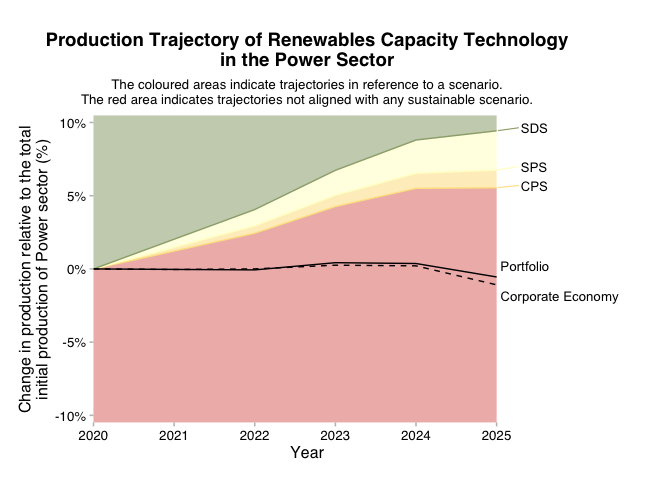 Production Trajectory of Renewables Capacity Technology
in the Power Sector
The coloured areas indicate trajectories in reference to a scenario.
The red area indicates trajectories not aligned with any sustainable scenario.
Change in production relative to the total
initial production of Power sector (%)
10%
5%
0%
-5%
-10%
SDS
SPS
CPS
Portfolio
Corporate Economy
2020 2021 2022 2023 2024 2025
Year